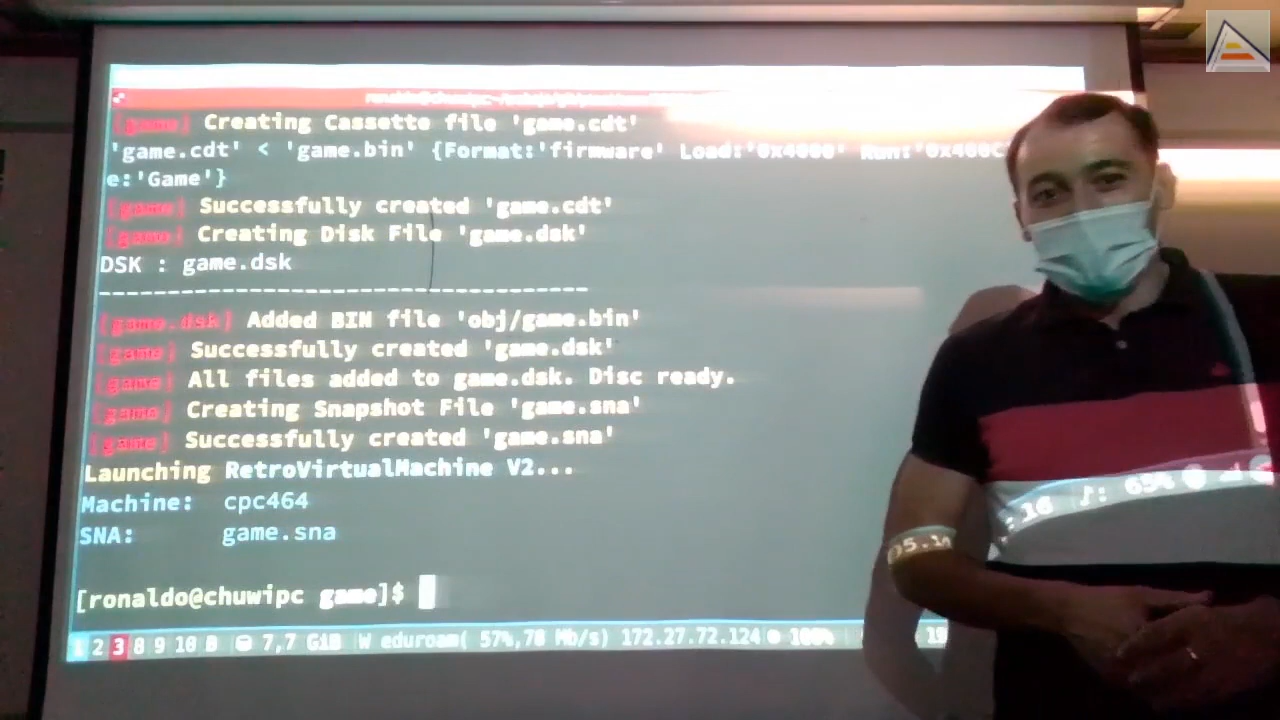 [game] Creating Cassette file 'game.cdt'
'game.cdt' < 'game.bin' {Format:'firmware' Load:'0x4000' Run:
e:'Game'}
[game] Successfully created 'game.cdt'
[game] Creating Disk File 'game.dsk'
DSK : game.dsk
------------------------------------
[game.dsk] Added BIN file 'obj/game.bin'
[game] Successfully created 'game.dsk'
[game] All files added to game.dsk. Disc ready.
[game] Creating Snapshot File 'game.sna'
[game] Successfully created 'game.sna'
Launching RetroVirtualMachine V2...
Machine: cpc464
SNA: game.sna
[ronaldo@chuwipc game]$
1 2 3 8 9 10 B 7,7 GiB W eduroam( 57%,78 Mb/s) 172.27.72.124 100% 19
:16 ♪: 65%